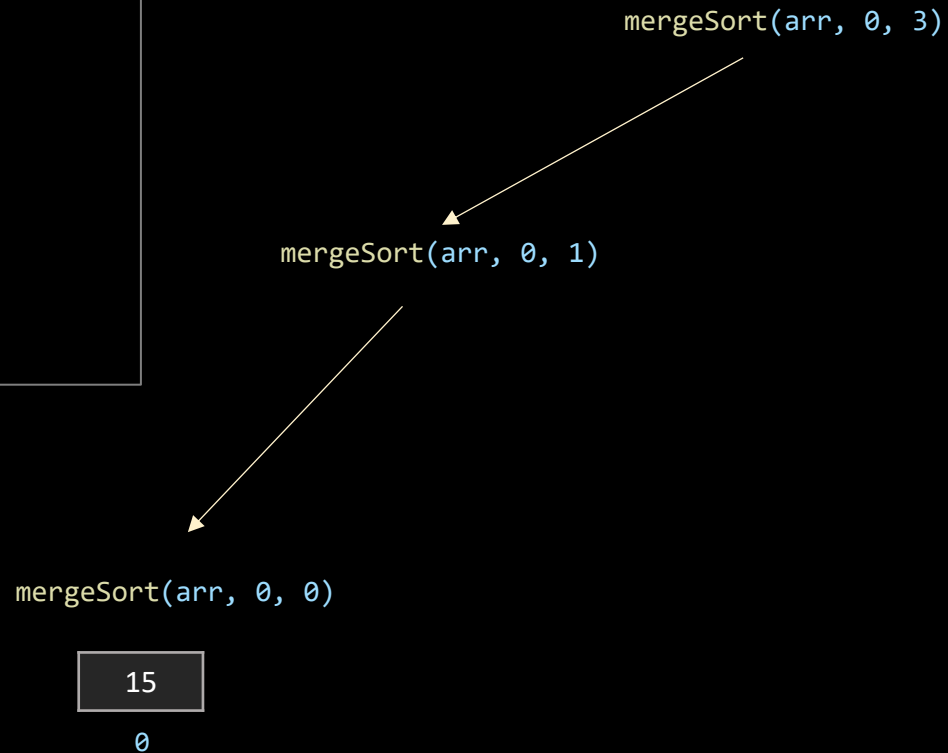 mergeSort(arr, 0, 3)
mergeSort(arr, 0, 1)
mergeSort(arr, 0, 0)
15
0